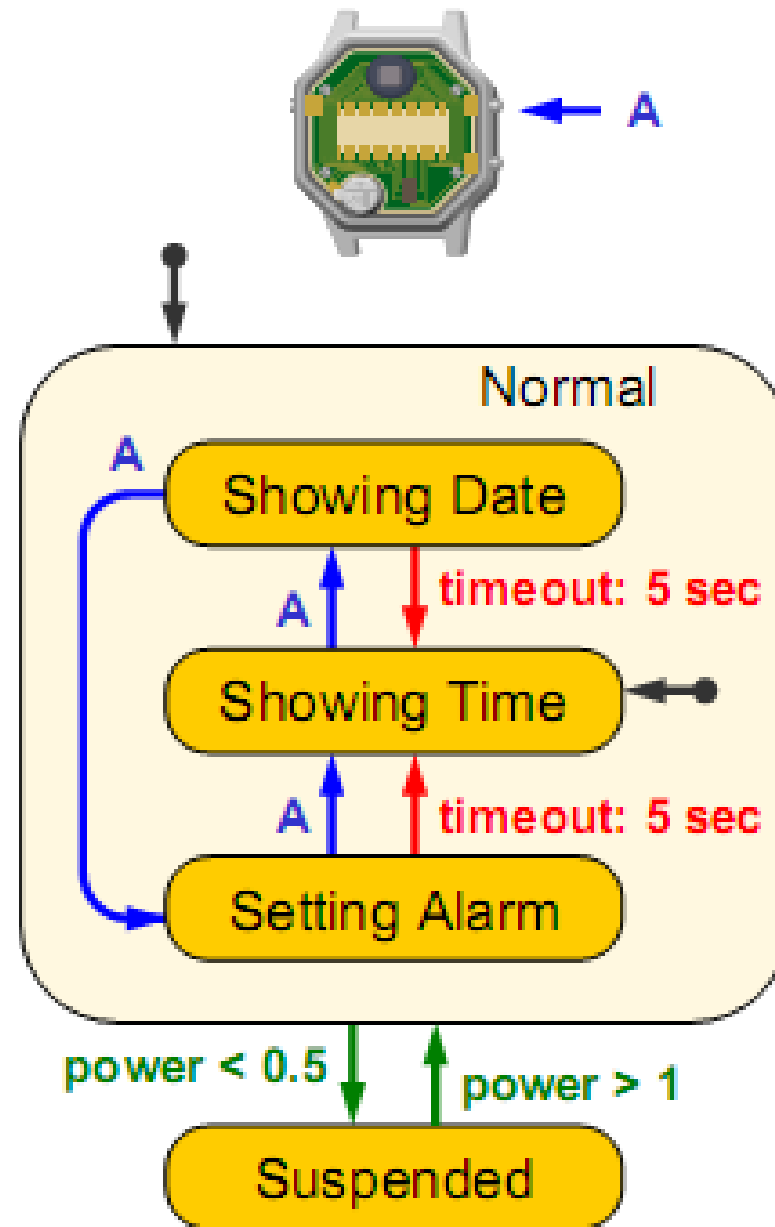 A
Normal
A
Showing Date
A
timeout: 5 sec
Showing Time
A
timeout: 5 sec
Setting Alarm
power < 0.5
power > 1
Suspended